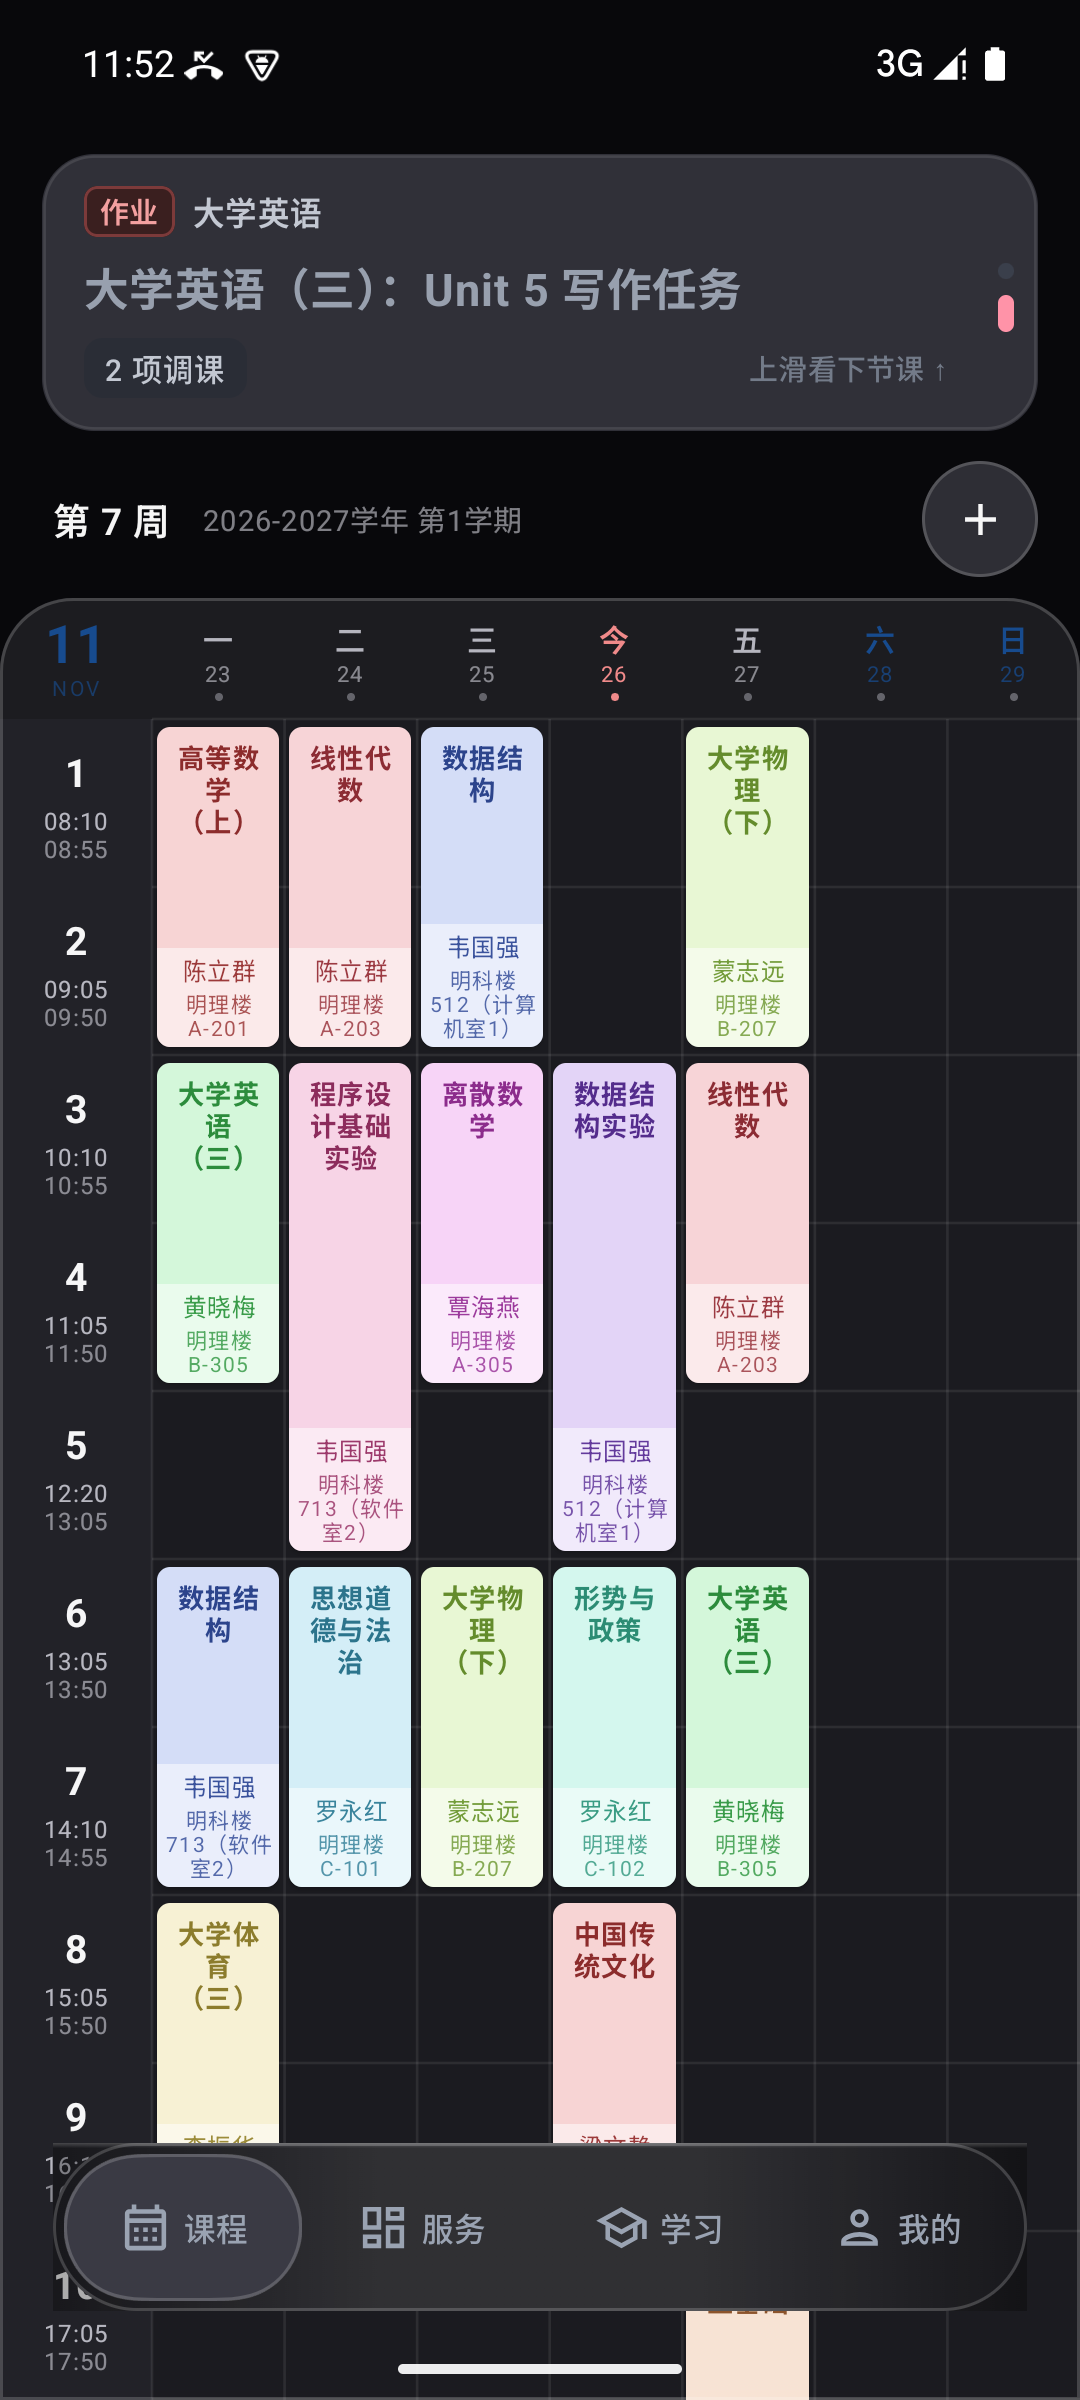 11:52
3G
作业 大学英语
大学英语（三）：Unit 5 写作任务
2 项调课
上滑看下节课 ↑
第 7 周 2026-2027学年 第1学期
11
NOV
一
23
二
24
三
25
今
26
五
27
六
28
日
29
1
08:10
08:55
高等数
学
（上）
陈立群
明理楼
A-201
线性代
数
陈立群
明理楼
A-203
数据结
构
韦国强
明科楼
512（计算
机室1）
大学物
理
（下）
蒙志远
明理楼
B-207
2
09:05
09:50
3
10:10
10:55
大学英
语
（三）
黄晓梅
明理楼
B-305
程序设
计基础
实验
韦国强
明科楼
713（软件
室2）
离散数
学
覃海燕
明理楼
A-305
数据结
构实验
韦国强
明科楼
512（计算
机室1）
线性代
数
陈立群
明理楼
A-203
4
11:05
11:50
5
12:20
13:05
6
13:05
13:50
数据结
构
韦国强
明科楼
713（软件
室2）
思想道
德与法
治
罗永红
明理楼
C-101
大学物
理
（下）
蒙志远
明理楼
B-207
形势与
政策
罗永红
明理楼
C-102
大学英
语
（三）
黄晓梅
明理楼
B-305
7
14:10
14:55
8
15:05
15:50
大学体
育
（三）
中国传
统文化
9
课程
服务
学习
我的
17:05
17:50